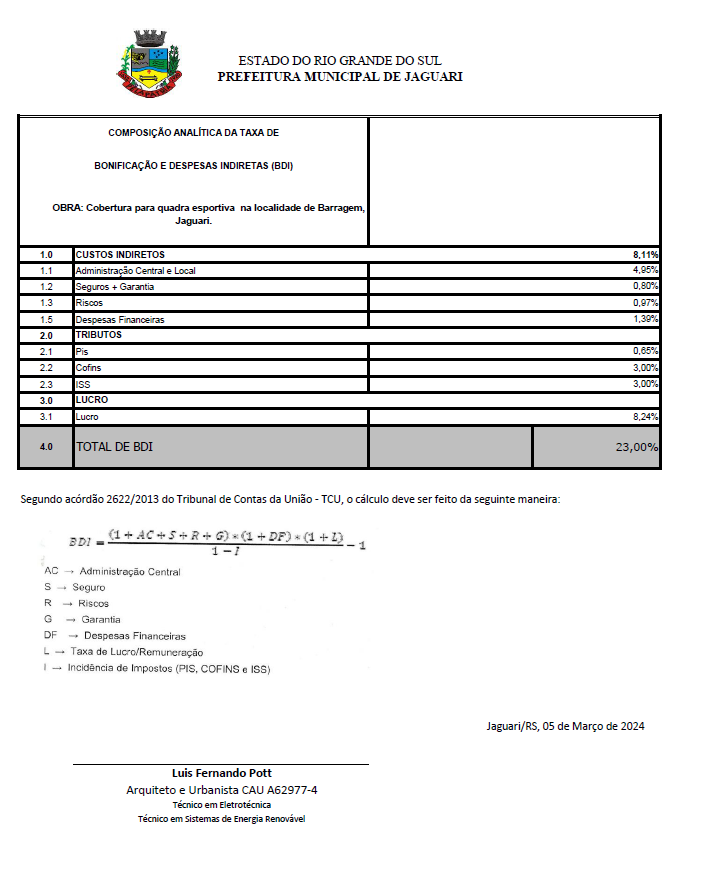 ESTADO DO RIO GRANDE DO SUL
PREFEITURA MUNICIPAL DE JAGUARI
COMPOSIÇÃO ANALÍTICA DA TAXA DE
BONIFICAÇÃO E DESPESAS INDIRETAS (BDI)
OBRA: Cobertura para quadra esportiva na localidade de Barragem,
Jaguari.
1.0 CUSTOS INDIRETOS 8,11%
1.1 Administração Central e Local 4,95%
1.2 Seguros + Garantia 0,80%
1.3 Riscos 0,97%
1.5 Despesas Financeiras 1,39%
2.0 TRIBUTOS
2.1 Pis 0,65%
2.2 Cofins 3,00%
2.3 ISS 3,00%
3.0 LUCRO
3.1 Lucro 8,24%
4.0 TOTAL DE BDI 23,00%
Segundo acórdão 2622/2013 do Tribunal de Contas da União - TCU, o cálculo deve ser feito da seguinte maneira:
BDI = (1 + AC + S + R + G) * (1 + DF) * (1 + L) / 1 - I - 1
AC → Administração Central
S → Seguro
R → Riscos
G → Garantia
DF → Despesas Financeiras
L → Taxa de Lucro/Remuneração
I → Incidência de Impostos (PIS, COFINS e ISS)
Jaguari/RS, 05 de Março de 2024
Luis Fernando Pott
Arquiteto e Urbanista CAU A62977-4
Técnico em Eletrotécnica
Técnico em Sistemas de Energia Renovável